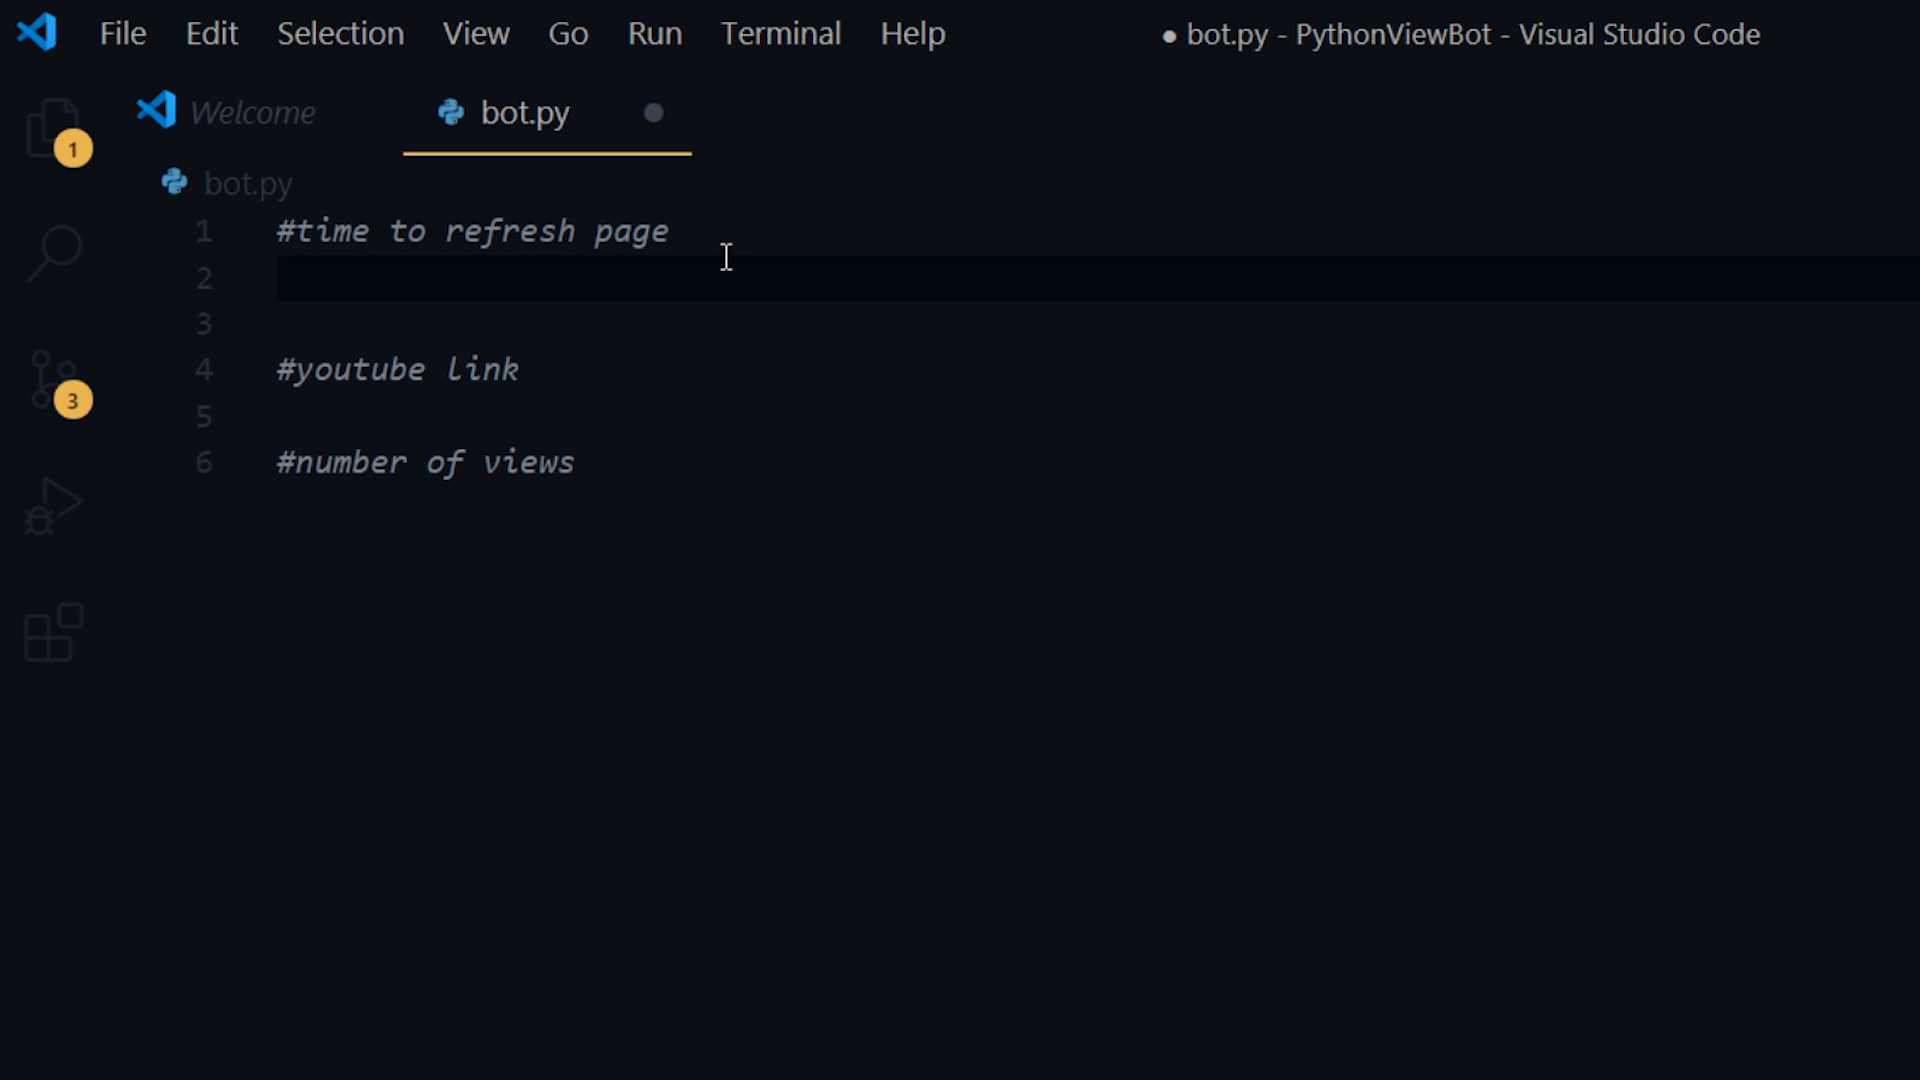 File Edit Selection View Go Run Terminal Help ● bot.py - PythonViewBot - Visual Studio Code
Welcome bot.py
1
bot.py
1 #time to refresh page
2
3
4 #youtube link
3
5
6 #number of views